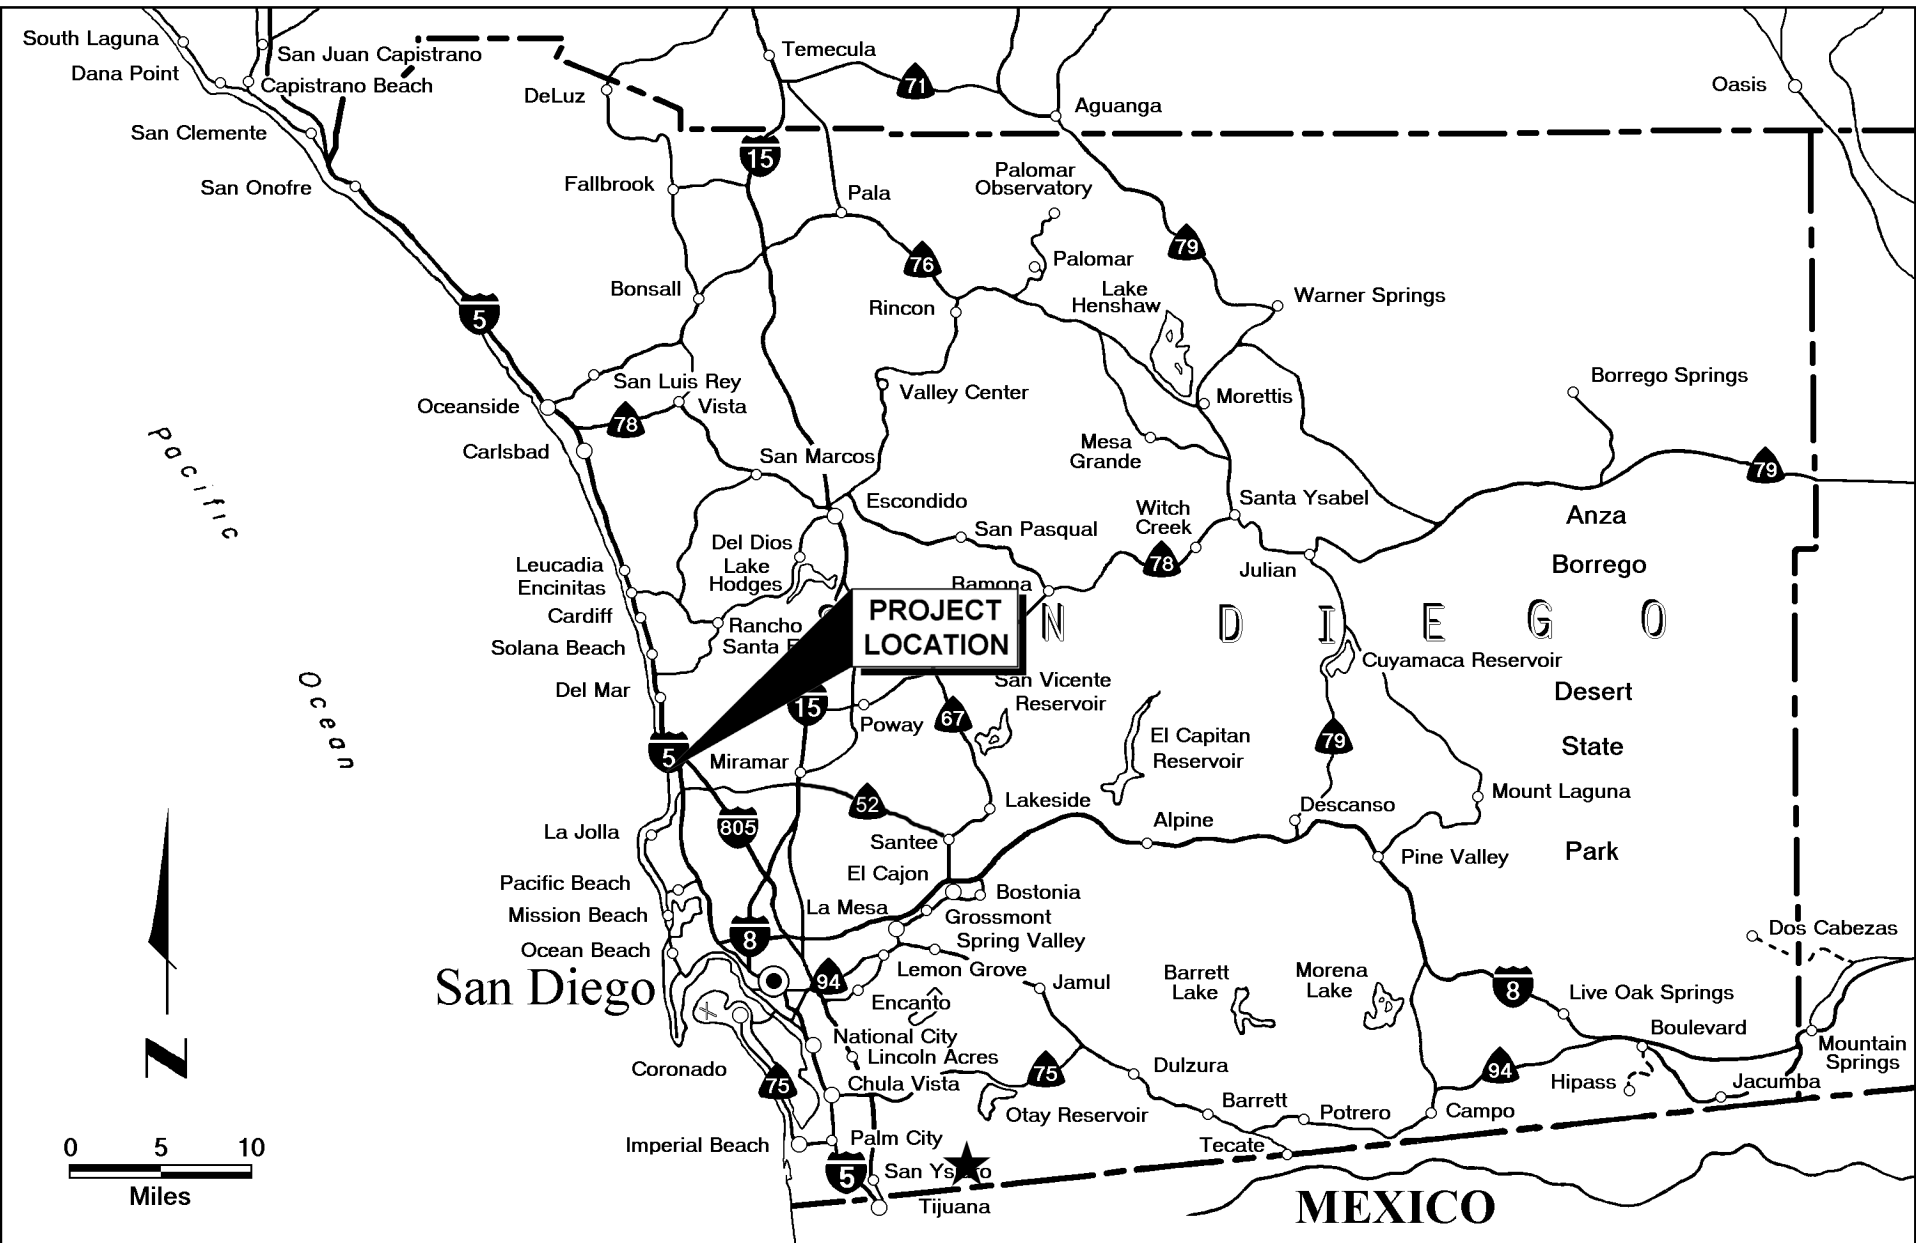 South Laguna
San Juan Capistrano
Temecula
Dana Point
Capistrano Beach
DeLuz
71
Aguanga
Oasis
San Clemente
15
San Onofre
Fallbrook
Pala
Palomar
Observatory
79
76
Palomar
Bonsall
Rincon
Lake
Henshaw
Warner Springs
5
San Luis Rey
Valley Center
Borrego Springs
Oceanside
78
Vista
Morettis
Carlsbad
San Marcos
Mesa
Grande
79
Pacific
Escondido
Witch
Creek
Santa Ysabel
Anza
San Pasqual
Del Dios
Lake
Hodges
78
Julian
Borrego
Leucadia
Encinitas
Ramona
Cardiff
Rancho
Santa F
PROJECT
LOCATION
N DIEGO
Solana Beach
Cuyamaca Reservoir
Del Mar
San Vicente
Reservoir
Desert
Ocean
15
Poway
67
El Capitan
Reservoir
79
State
5
Miramar
Mount Laguna
52
Lakeside
Descanso
La Jolla
805
Santee
Alpine
Pine Valley
Park
Pacific Beach
El Cajon
Bostonia
Mission Beach
La Mesa
Grossmont
Ocean Beach
8
Spring Valley
Dos Cabezas
San Diego
94
Lemon Grove
Jamul
Barrett
Lake
Morena
Lake
8
Live Oak Springs
Encanto
National City
Boulevard
Mountain
Springs
Lincoln Acres
Coronado
75
Chula Vista
75
Dulzura
94
Hipass
Jacumba
N
Otay Reservoir
Barrett
Potrero
Campo
0 5 10
Miles
Imperial Beach
Palm City
Tecate
5
San Ys ro
Tijuana
MEXICO